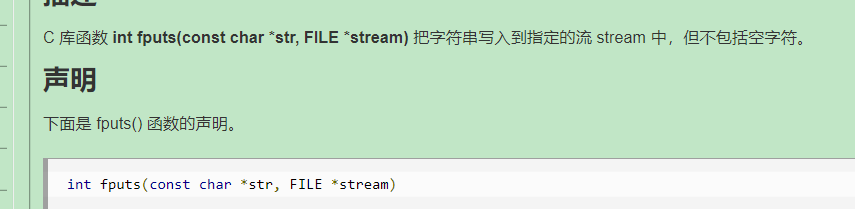 描述
C 库函数 int fputs(const char *str, FILE *stream) 把字符串写入到指定的流 stream 中，但不包括空字符。
声明
下面是 fputs() 函数的声明。
int fputs(const char *str, FILE *stream)